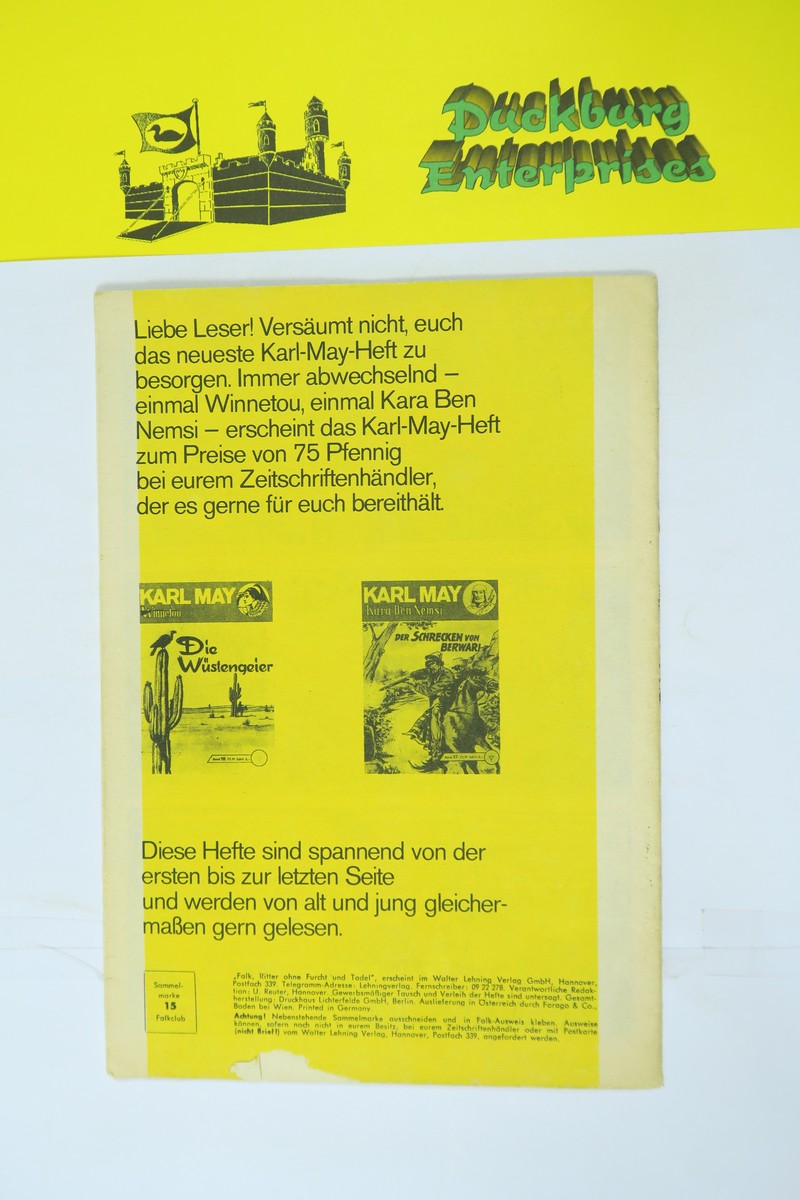 Duckburg
Enterprises
Liebe Leser! Versäumt nicht, euch
das neueste Karl-May-Heft zu
besorgen. Immer abwechselnd –
einmal Winnetou, einmal Kara Ben
Nemsi – erscheint das Karl-May-Heft
zum Preise von 75 Pfennig
bei eurem Zeitschriftenhändler,
der es gerne für euch bereithält.
KARL MAY
Winnetou
Die
Wüstengeier
KARL MAY
Kara Ben Nemsi
DER SCHRECKEN VON
BERWARI
Diese Hefte sind spannend von der
ersten bis zur letzten Seite
und werden von alt und jung gleicher-
maßen gern gelesen.
Sammel-
marke
15
Falkclub
„Falk, Ritter ohne Furcht und Tadel", erscheint im Walter Lehning Verlag GmbH, Hannover,
Postfach 339. Telegramm-Adresse: Lehningverlag. Fernschreiber: 09 22 278. Verantwortliche Redak-
tion: U. Reuter, Hannover. Gewerbsmäßiger Tausch und Verleih der Hefte sind untersagt. Gesamt-
herstellung: Druckhaus Lichterfelde GmbH, Berlin. Auslieferung in Österreich durch Farago & Co.,
Baden bei Wien. Printed in Germany
Achtung! Nebenstehende Sammelmarke ausschneiden und in Falk-Ausweis kleben. Ausweise
können, sofern noch nicht in eurem Besitz, bei eurem Zeitschriftenhändler oder mit Postkarte
(nicht Brief!) vom Walter Lehning Verlag, Hannover, Postfach 339, angefordert werden.